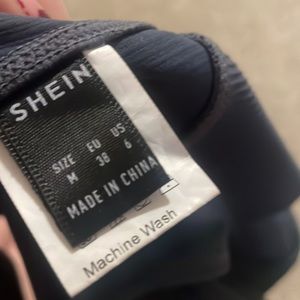 SHEIN
SIZE EU US
M 38 6
MADE IN CHINA
Machine Wash